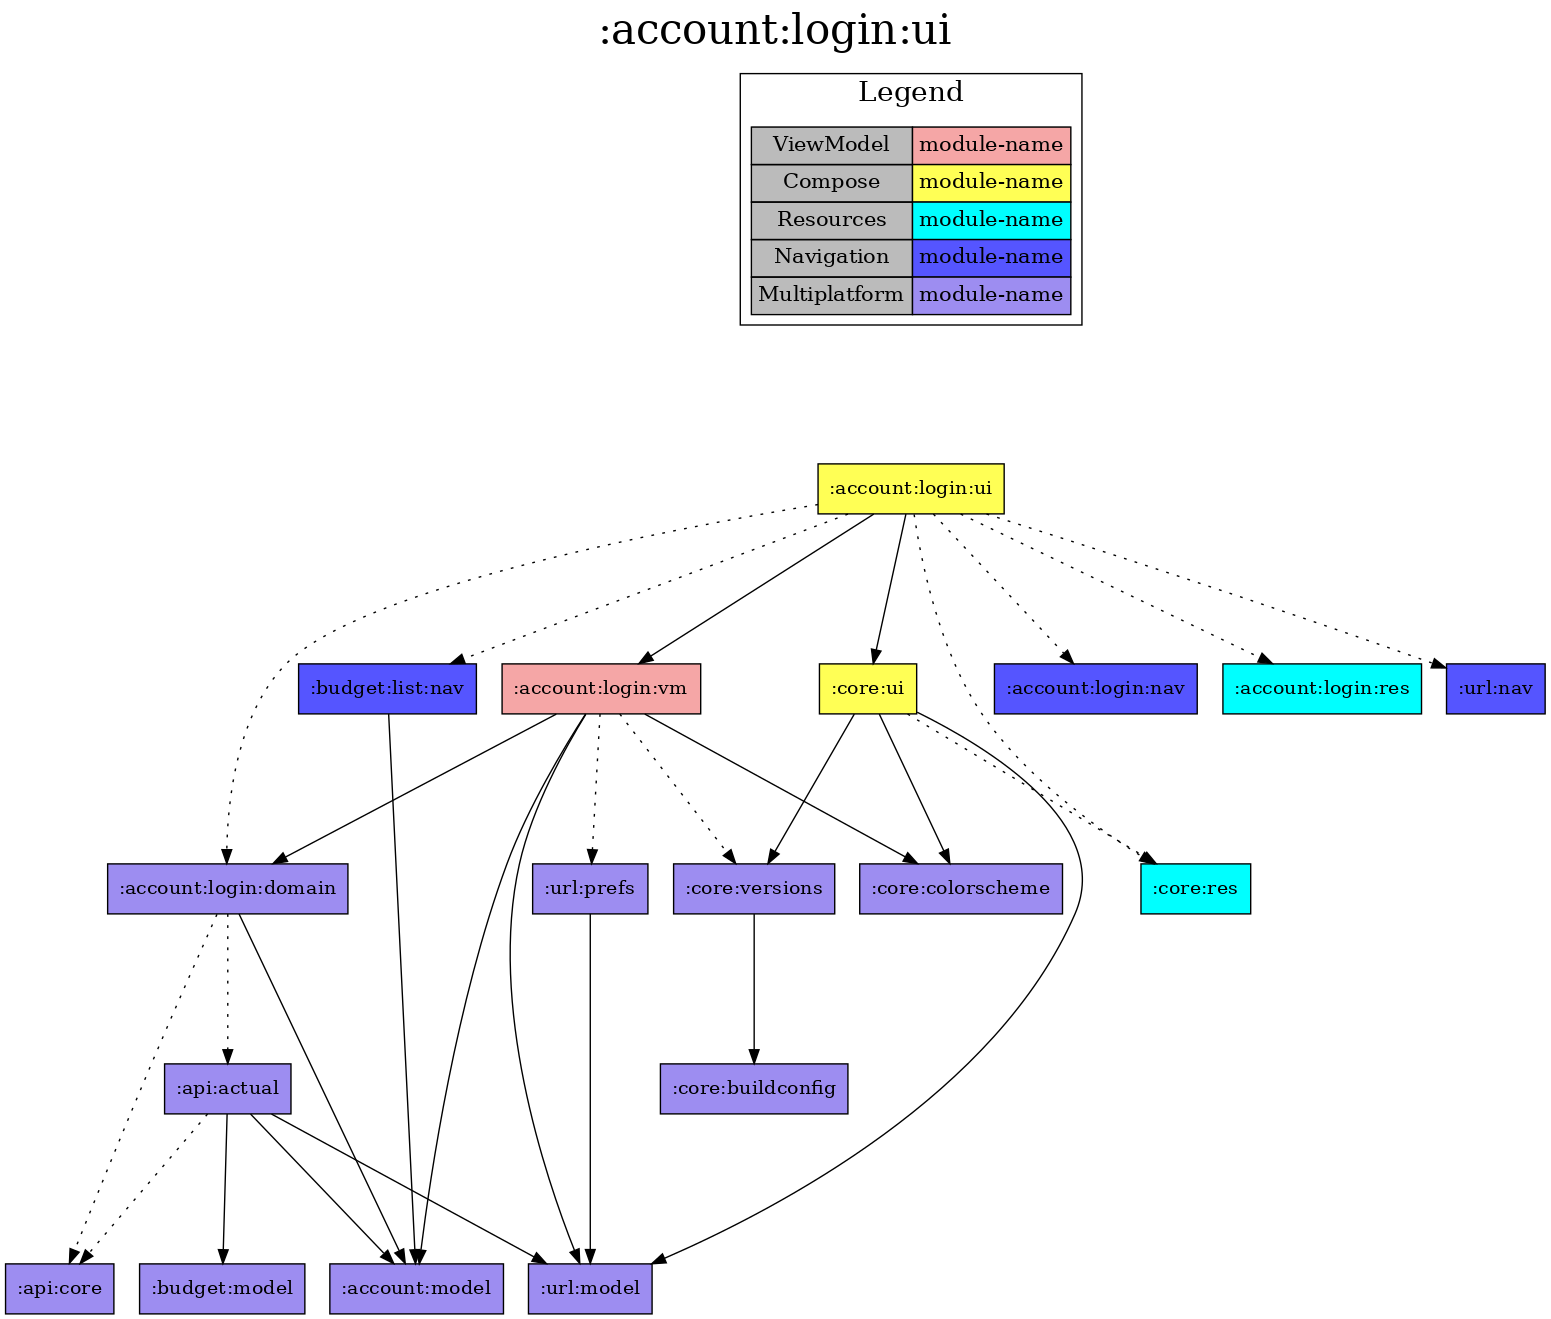 :account:login:ui
Legend
ViewModel module-name
Compose module-name
Resources module-name
Navigation module-name
Multiplatform module-name
:account:login:ui
:budget:list:nav :account:login:vm :core:ui :account:login:nav :account:login:res :url:nav
:account:login:domain :url:prefs :core:versions :core:colorscheme :core:res
:api:actual :core:buildconfig
:api:core :budget:model :account:model :url:model